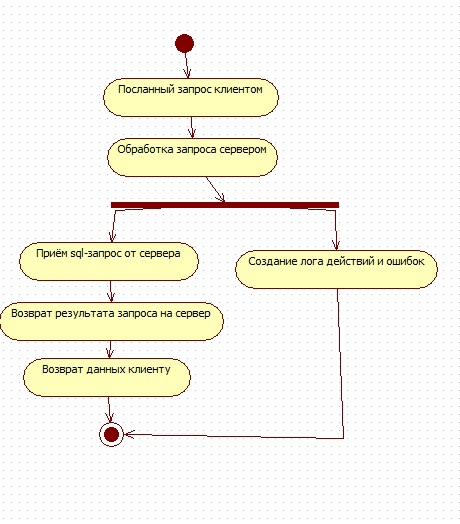 Посланный запрос клиентом
Обработка запроса сервером
Приём sql-запрос от сервера
Создание лога действий и ошибок
Возврат результата запроса на сервер
Возврат данных клиенту